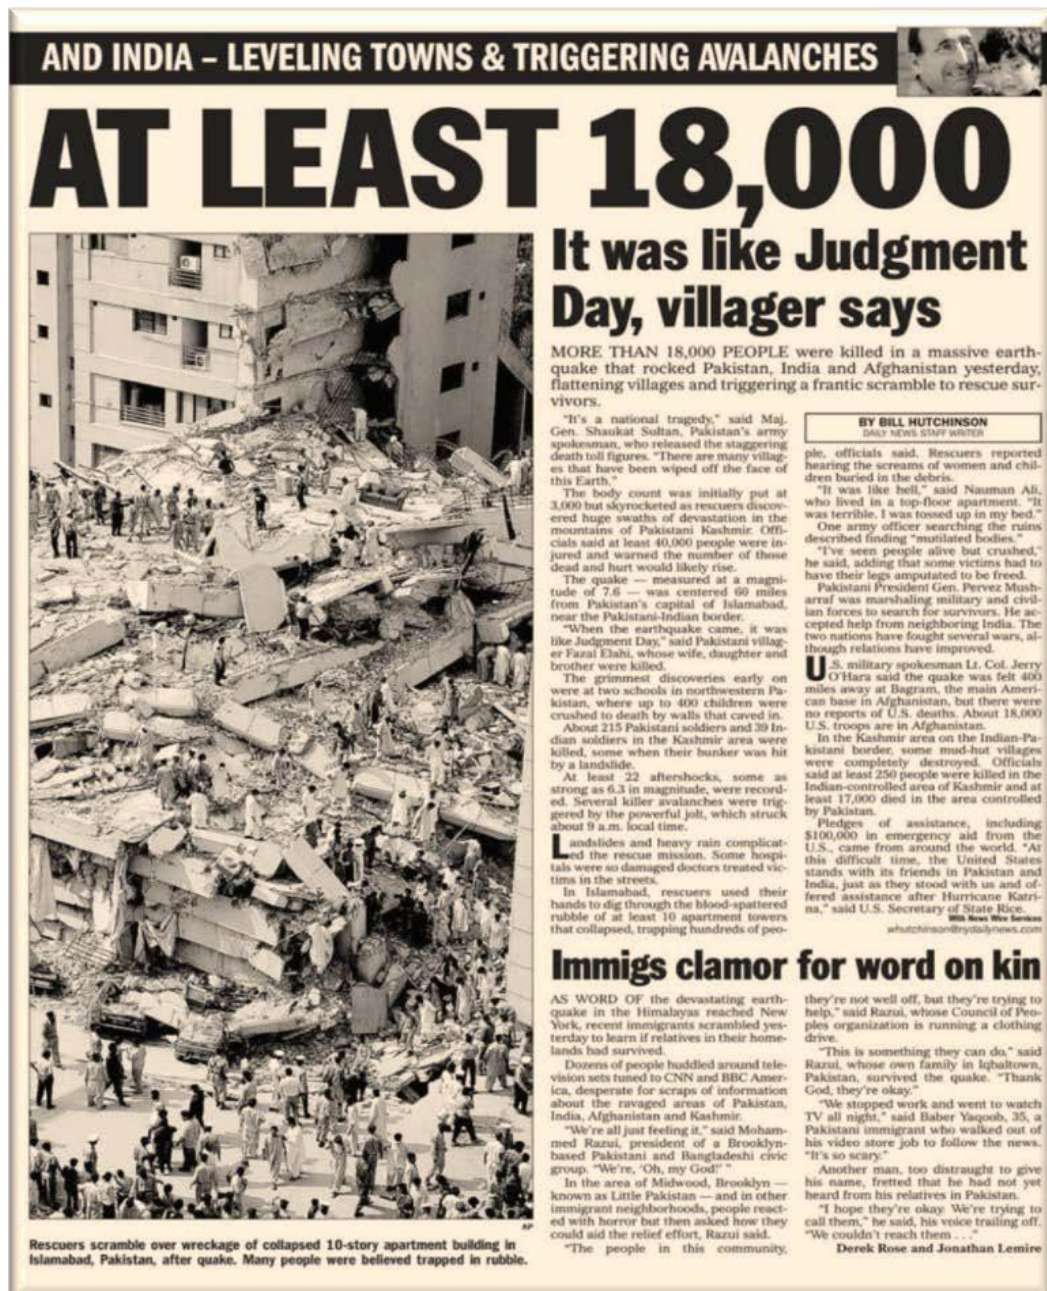 AND INDIA – LEVELING TOWNS & TRIGGERING AVALANCHES
AT LEAST 18,000
It was like Judgment
Day, villager says
MORE THAN 18,000 PEOPLE were killed in a massive earth-
quake that rocked Pakistan, India and Afghanistan yesterday,
flattening villages and triggering a frantic scramble to rescue sur-
vivors.
"It's a national tragedy," said Maj.
Gen. Shaukat Sultan, Pakistan's army
spokesman, who released the staggering
death toll figures. "There are many villag-
es that have been wiped off the face of
this Earth."
The body count was initially put at
3,000 but skyrocketed as rescuers discov-
ered huge swaths of devastation in the
mountains of Pakistani Kashmir. Offi-
cials said at least 40,000 people were in-
jured and warned the number of those
dead and hurt would likely rise.
The quake — measured at a magni-
tude of 7.6 — was centered 60 miles
from Pakistan's capital of Islamabad,
near the Pakistani-Indian border.
"When the earthquake came, it was
like Judgment Day," said Pakistani villag-
er Fazal Elahi, whose wife, daughter and
brother were killed.
The grimmest discoveries early on
were at two schools in northwestern Pa-
kistan, where up to 400 children were
crushed to death by walls that caved in.
About 215 Pakistani soldiers and 39 In-
dian soldiers in the Kashmir area were
killed, some when their bunker was hit
by a landslide.
At least 22 aftershocks, some as
strong as 6.3 in magnitude, were record-
ed. Several killer avalanches were trig-
gered by the powerful jolt, which struck
about 9 a.m. local time.
Landslides and heavy rain complicat-
ed the rescue mission. Some hospi-
tals were so damaged doctors treated vic-
tims in the streets.
In Islamabad, rescuers used their
hands to dig through the blood-spattered
rubble of at least 10 apartment towers
that collapsed, trapping hundreds of peo-
BY BILL HUTCHINSON
DAILY NEWS STAFF WRITER
ple, officials said. Rescuers reported
hearing the screams of women and chil-
dren buried in the debris.
"It was like hell," said Nauman Ali,
who lived in a top-floor apartment. "It
was terrible. I was tossed up in my bed."
One army officer searching the ruins
described finding "mutilated bodies."
"I've seen people alive but crushed,"
he said, adding that some victims had to
have their legs amputated to be freed.
Pakistani President Gen. Pervez Mush-
arraf was marshaling military and civil-
ian forces to search for survivors. He ac-
cepted help from neighboring India. The
two nations have fought several wars, al-
though relations have improved.
U.S. military spokesman Lt. Col. Jerry
O'Hara said the quake was felt 400
miles away at Bagram, the main Ameri-
can base in Afghanistan, but there were
no reports of U.S. deaths. About 18,000
U.S. troops are in Afghanistan.
In the Kashmir area on the Indian-Pa-
kistani border, some mud-hut villages
were completely destroyed. Officials
said at least 250 people were killed in the
Indian-controlled area of Kashmir and at
least 17,000 died in the area controlled
by Pakistan.
Pledges of assistance, including
$100,000 in emergency aid from the
U.S., came from around the world. "At
this difficult time, the United States
stands with its friends in Pakistan and
India, just as they stood with us and of-
fered assistance after Hurricane Katri-
na," said U.S. Secretary of State Rice.
With News Wire Services
whutchinson@nydailynews.com
AP
Rescuers scramble over wreckage of collapsed 10-story apartment building in
Islamabad, Pakistan, after quake. Many people were believed trapped in rubble.
Immigs clamor for word on kin
AS WORD OF the devastating earth-
quake in the Himalayas reached New
York, recent immigrants scrambled yes-
terday to learn if relatives in their home-
lands had survived.
Dozens of people huddled around tele-
vision sets tuned to CNN and BBC Amer-
ica, desperate for scraps of information
about the ravaged areas of Pakistan,
India, Afghanistan and Kashmir.
"We're all just feeling it," said Moham-
med Razui, president of a Brooklyn-
based Pakistani and Bangladeshi civic
group. "We're, 'Oh, my God!' "
In the area of Midwood, Brooklyn —
known as Little Pakistan — and in other
immigrant neighborhoods, people react-
ed with horror but then asked how they
could aid the relief effort, Razui said.
"The people in this community,
they're not well off, but they're trying to
help," said Razui, whose Council of Peo-
ples organization is running a clothing
drive.
"This is something they can do," said
Razui, whose own family in Iqbaltown,
Pakistan, survived the quake. "Thank
God, they're okay."
"We stopped work and went to watch
TV all night," said Baber Yaqoob, 35, a
Pakistani immigrant who walked out of
his video store job to follow the news.
"It's so scary."
Another man, too distraught to give
his name, fretted that he had not yet
heard from his relatives in Pakistan.
"I hope they're okay. We're trying to
call them," he said, his voice trailing off.
"We couldn't reach them . . ."
Derek Rose and Jonathan Lemire